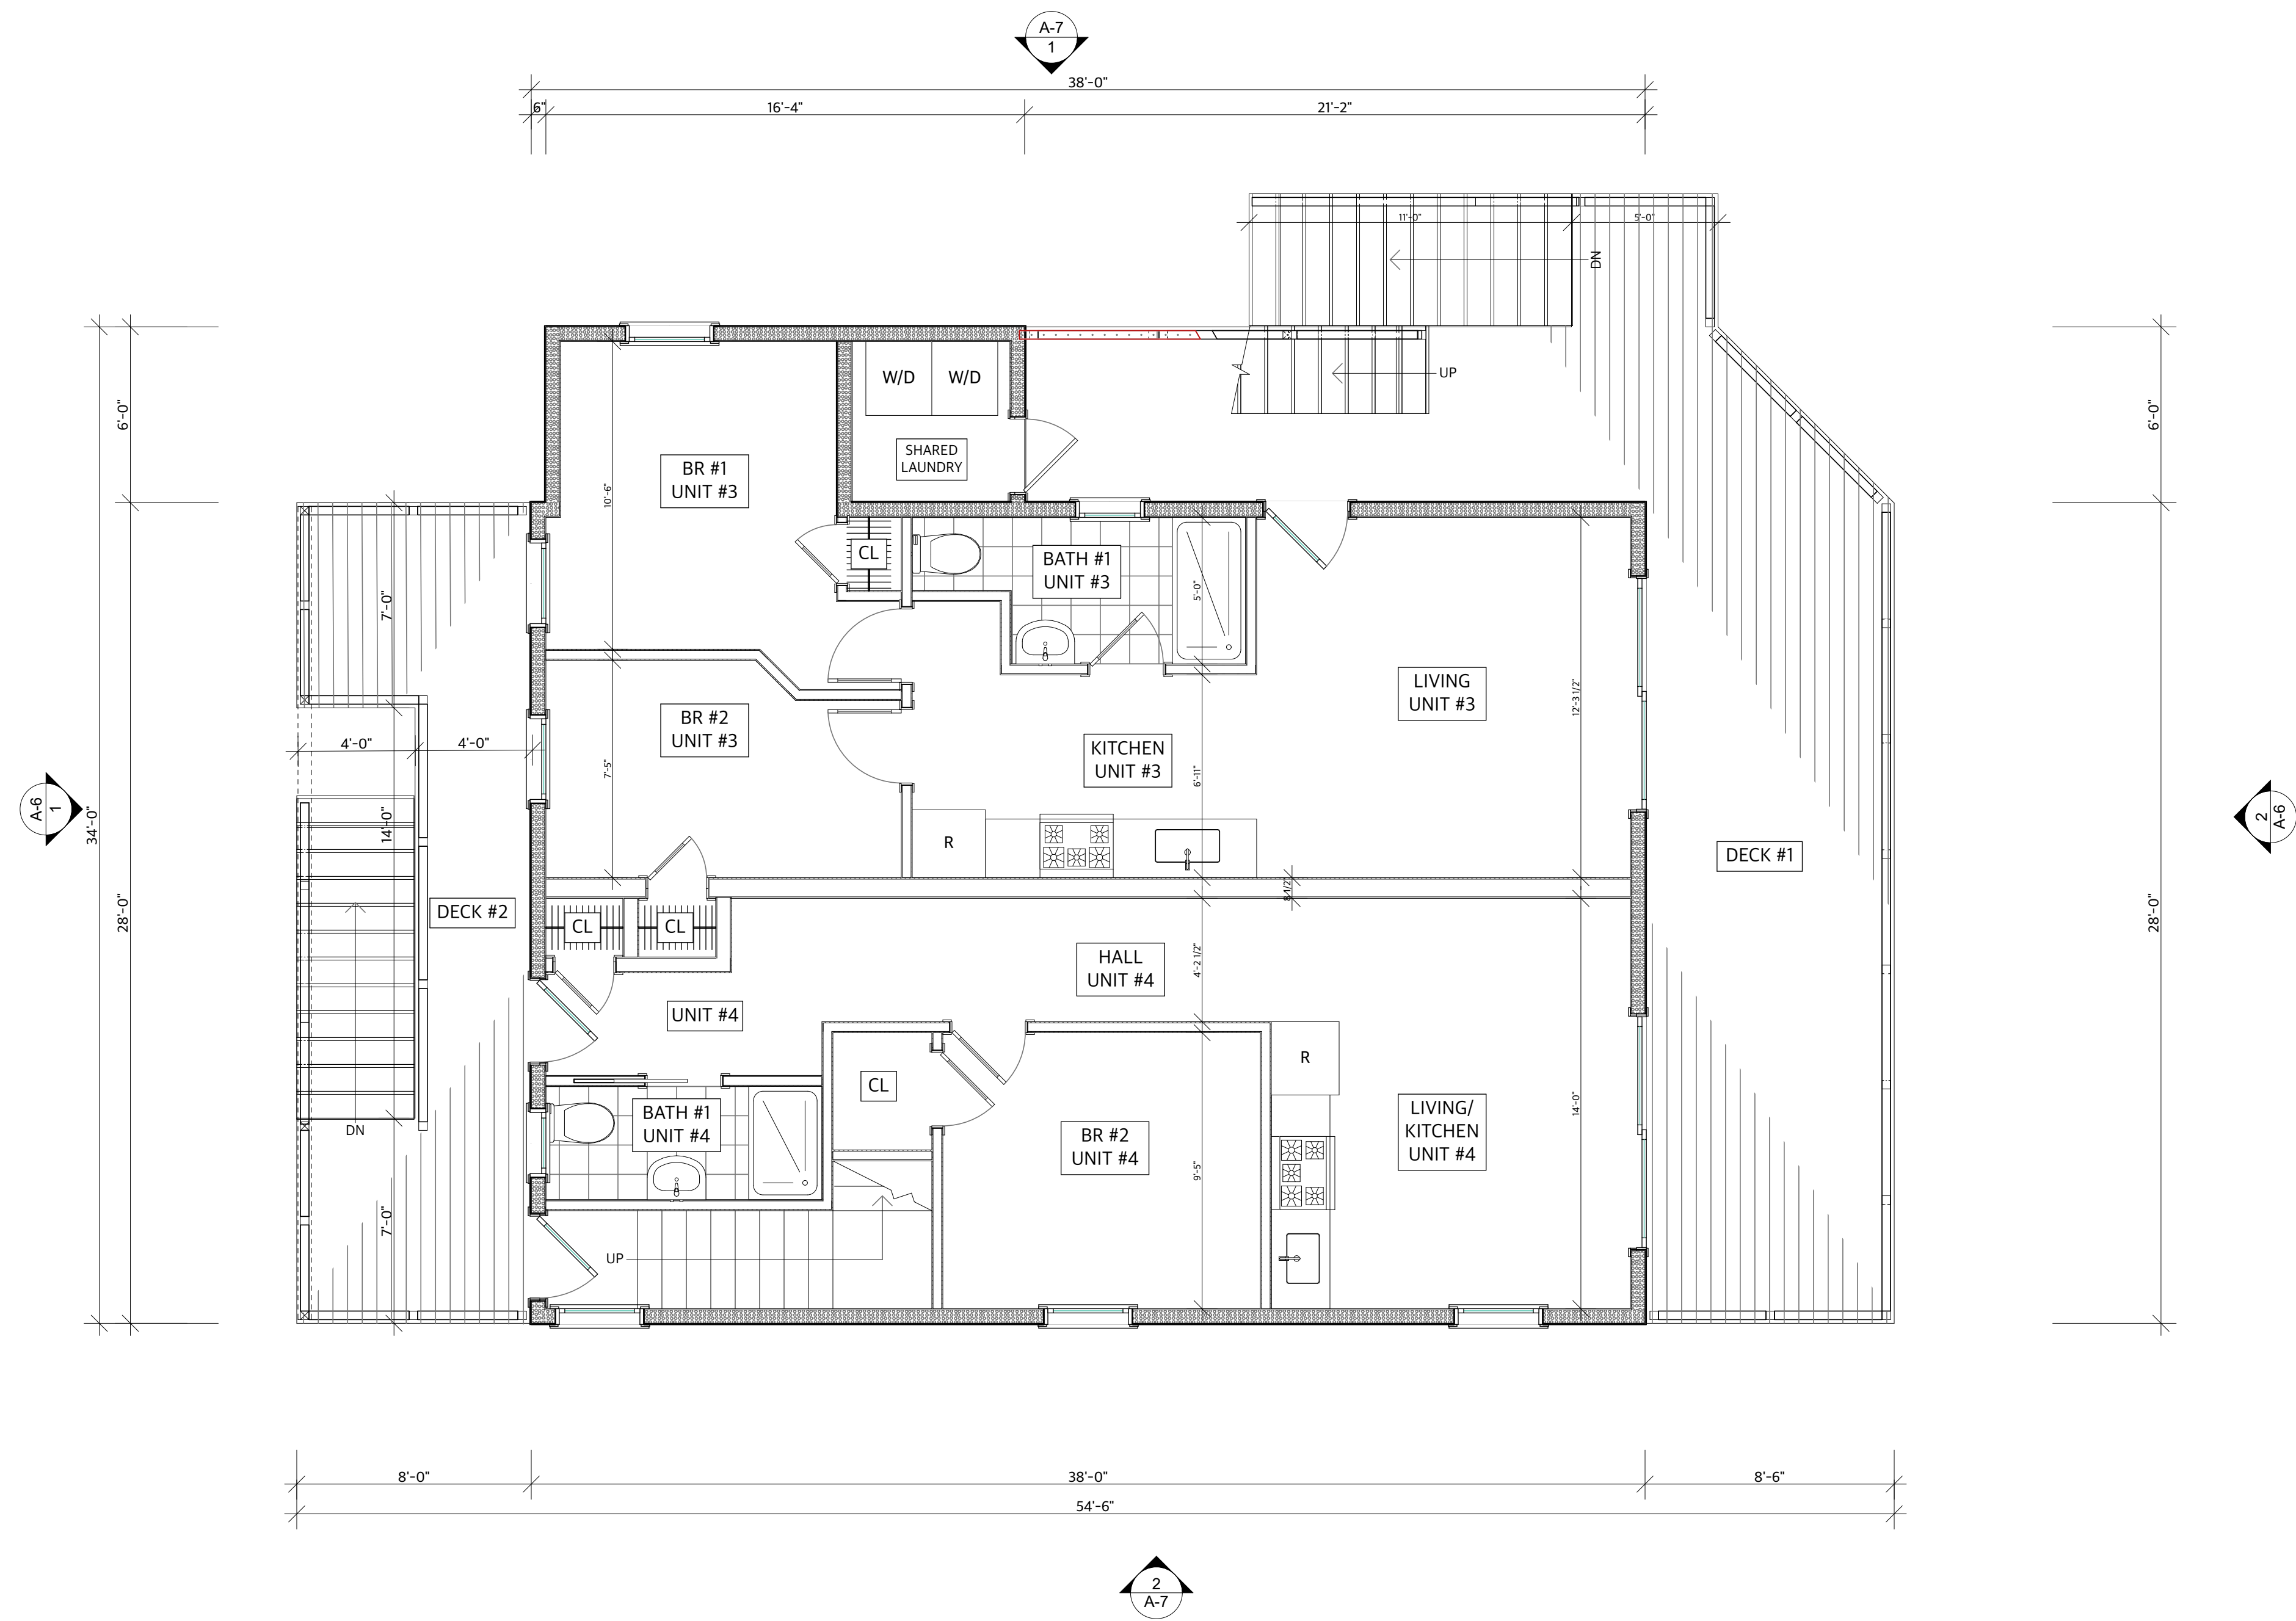 A-7
1
38'-0"
6"
16'-4"
21'-2"
11'-0"
5'-0"
DN
UP
W/D
W/D
SHARED
LAUNDRY
6'-0"
6'-0"
BR #1
UNIT #3
10'-6"
CL
BATH #1
UNIT #3
5'-0"
7'-0"
LIVING
UNIT #3
12'-3 1/2"
BR #2
UNIT #3
4'-0"
4'-0"
KITCHEN
UNIT #3
6'-11"
7'-5"
A-6
1
34'-0"
14'-0"
R
2
A-6
DECK #1
8 1/2"
28'-0"
DECK #2
CL
CL
28'-0"
HALL
UNIT #4
4'-2 1/2"
UNIT #4
R
CL
BATH #1
UNIT #4
DN
BR #2
UNIT #4
LIVING/
KITCHEN
UNIT #4
14'-0"
9'-5"
7'-0"
UP
8'-0"
38'-0"
8'-6"
54'-6"
2
A-7